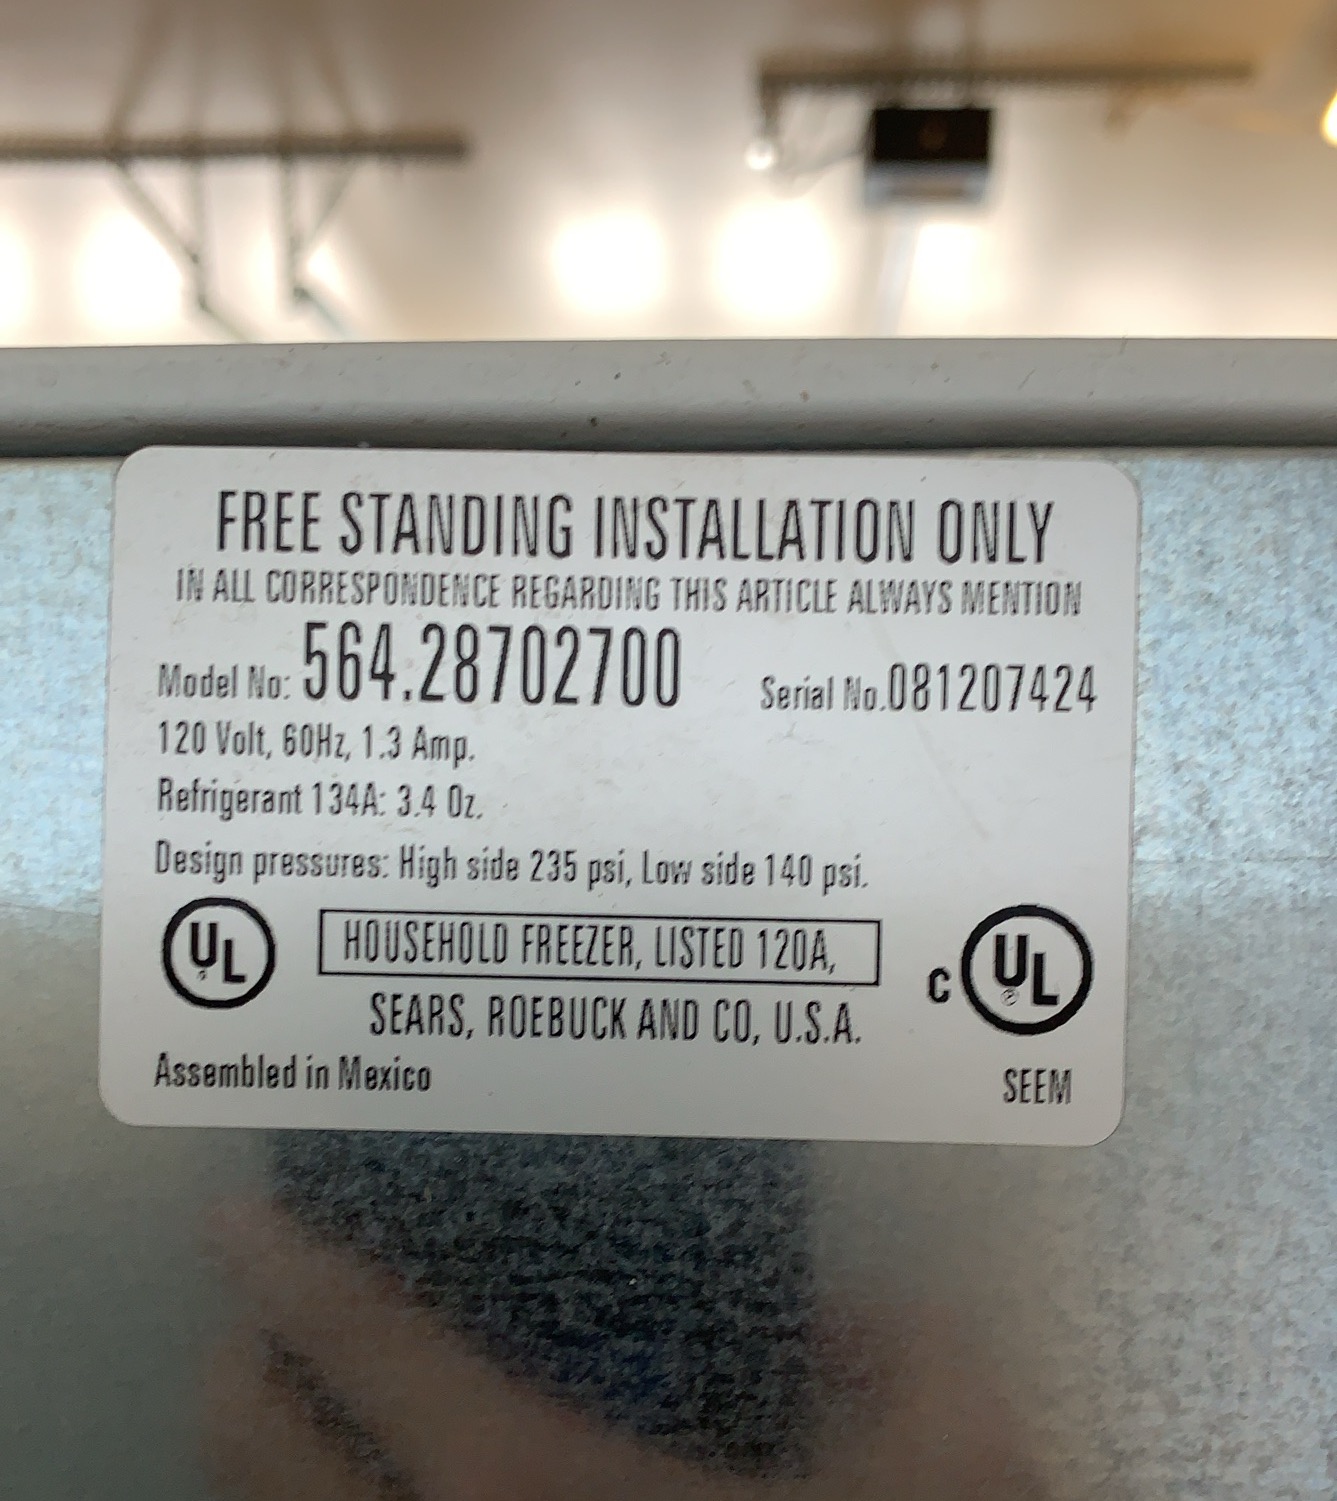 FREE STANDING INSTALLATION ONLY
IN ALL CORRESPONDENCE REGARDING THIS ARTICLE ALWAYS MENTION
Model No: 564.28702700 Serial No.081207424
120 Volt, 60Hz, 1.3 Amp.
Refrigerant 134A: 3.4 Oz.
Design pressures: High side 235 psi, Low side 140 psi.
UL HOUSEHOLD FREEZER, LISTED 120A, C UL
SEARS, ROEBUCK AND CO, U.S.A.
Assembled in Mexico SEEM